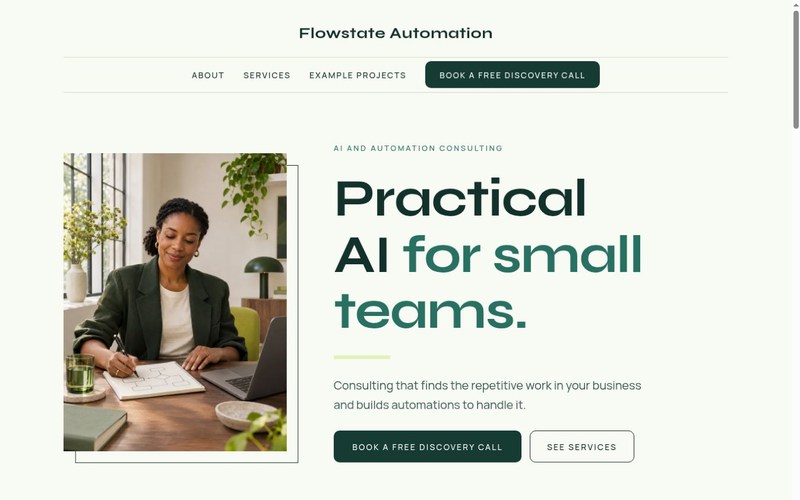 Flowstate Automation
ABOUT SERVICES EXAMPLE PROJECTS BOOK A FREE DISCOVERY CALL
AI AND AUTOMATION CONSULTING
Practical
AI for small
teams.
Consulting that finds the repetitive work in your business
and builds automations to handle it.
BOOK A FREE DISCOVERY CALL SEE SERVICES